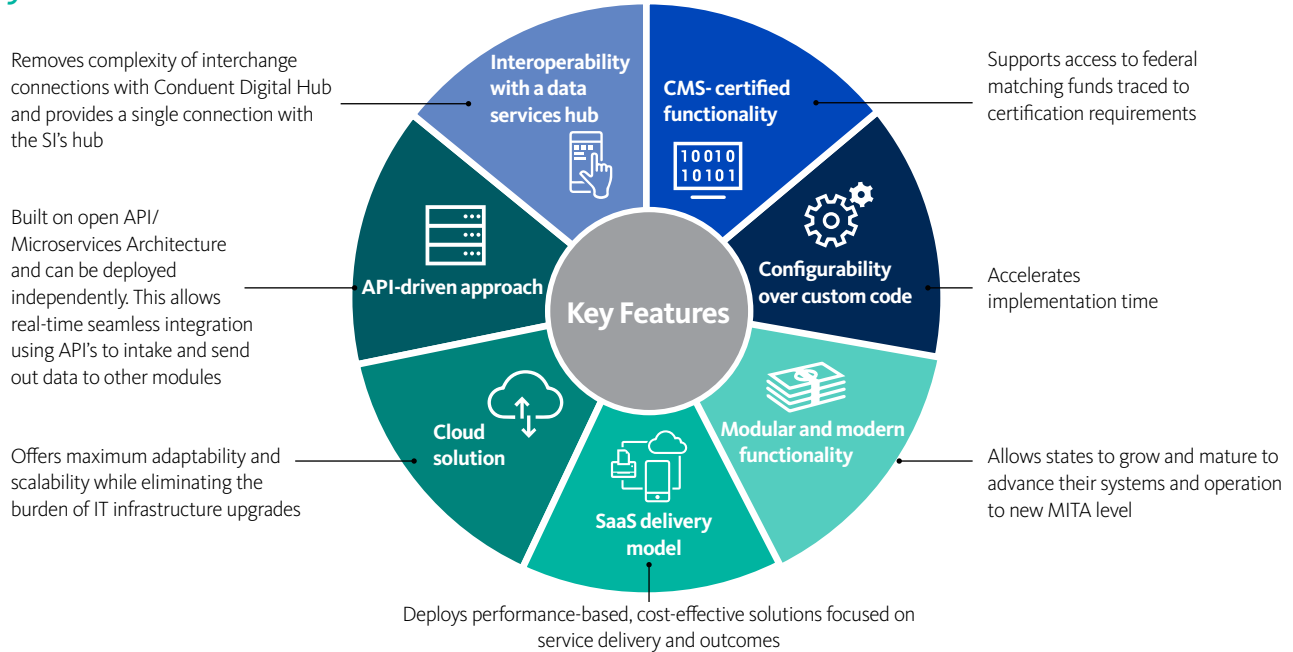 Removes complexity of interchange
connections with Conduent Digital Hub
and provides a single connection with
the SI's hub
Interoperability
with a data
services hub
CMS- certified
functionality
10010
10101
Supports access to federal
matching funds traced to
certification requirements
Built on open API/
Microservices Architecture
and can be deployed
independently. This allows
real-time seamless integration
using API's to intake and send
out data to other modules
API-driven approach
Key Features
Configurability
over custom code
Accelerates
implementation time
Offers maximum adaptability and
scalability while eliminating the
burden of IT infrastructure upgrades
Cloud
solution
SaaS delivery
model
Modular and modern
functionality
Allows states to grow and mature to
advance their systems and operation
to new MITA level
Deploys performance-based, cost-effective solutions focused on
service delivery and outcomes